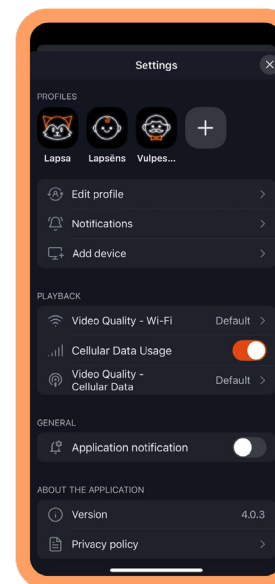 Settings
PROFILES
Lapsa
Lapsēns
Vulpes...
Edit profile
Notifications
Add device
PLAYBACK
Video Quality - Wi-Fi
Default
Cellular Data Usage
Video Quality -
Cellular Data
Default
GENERAL
Application notification
ABOUT THE APPLICATION
Version
4.0.3
Privacy policy